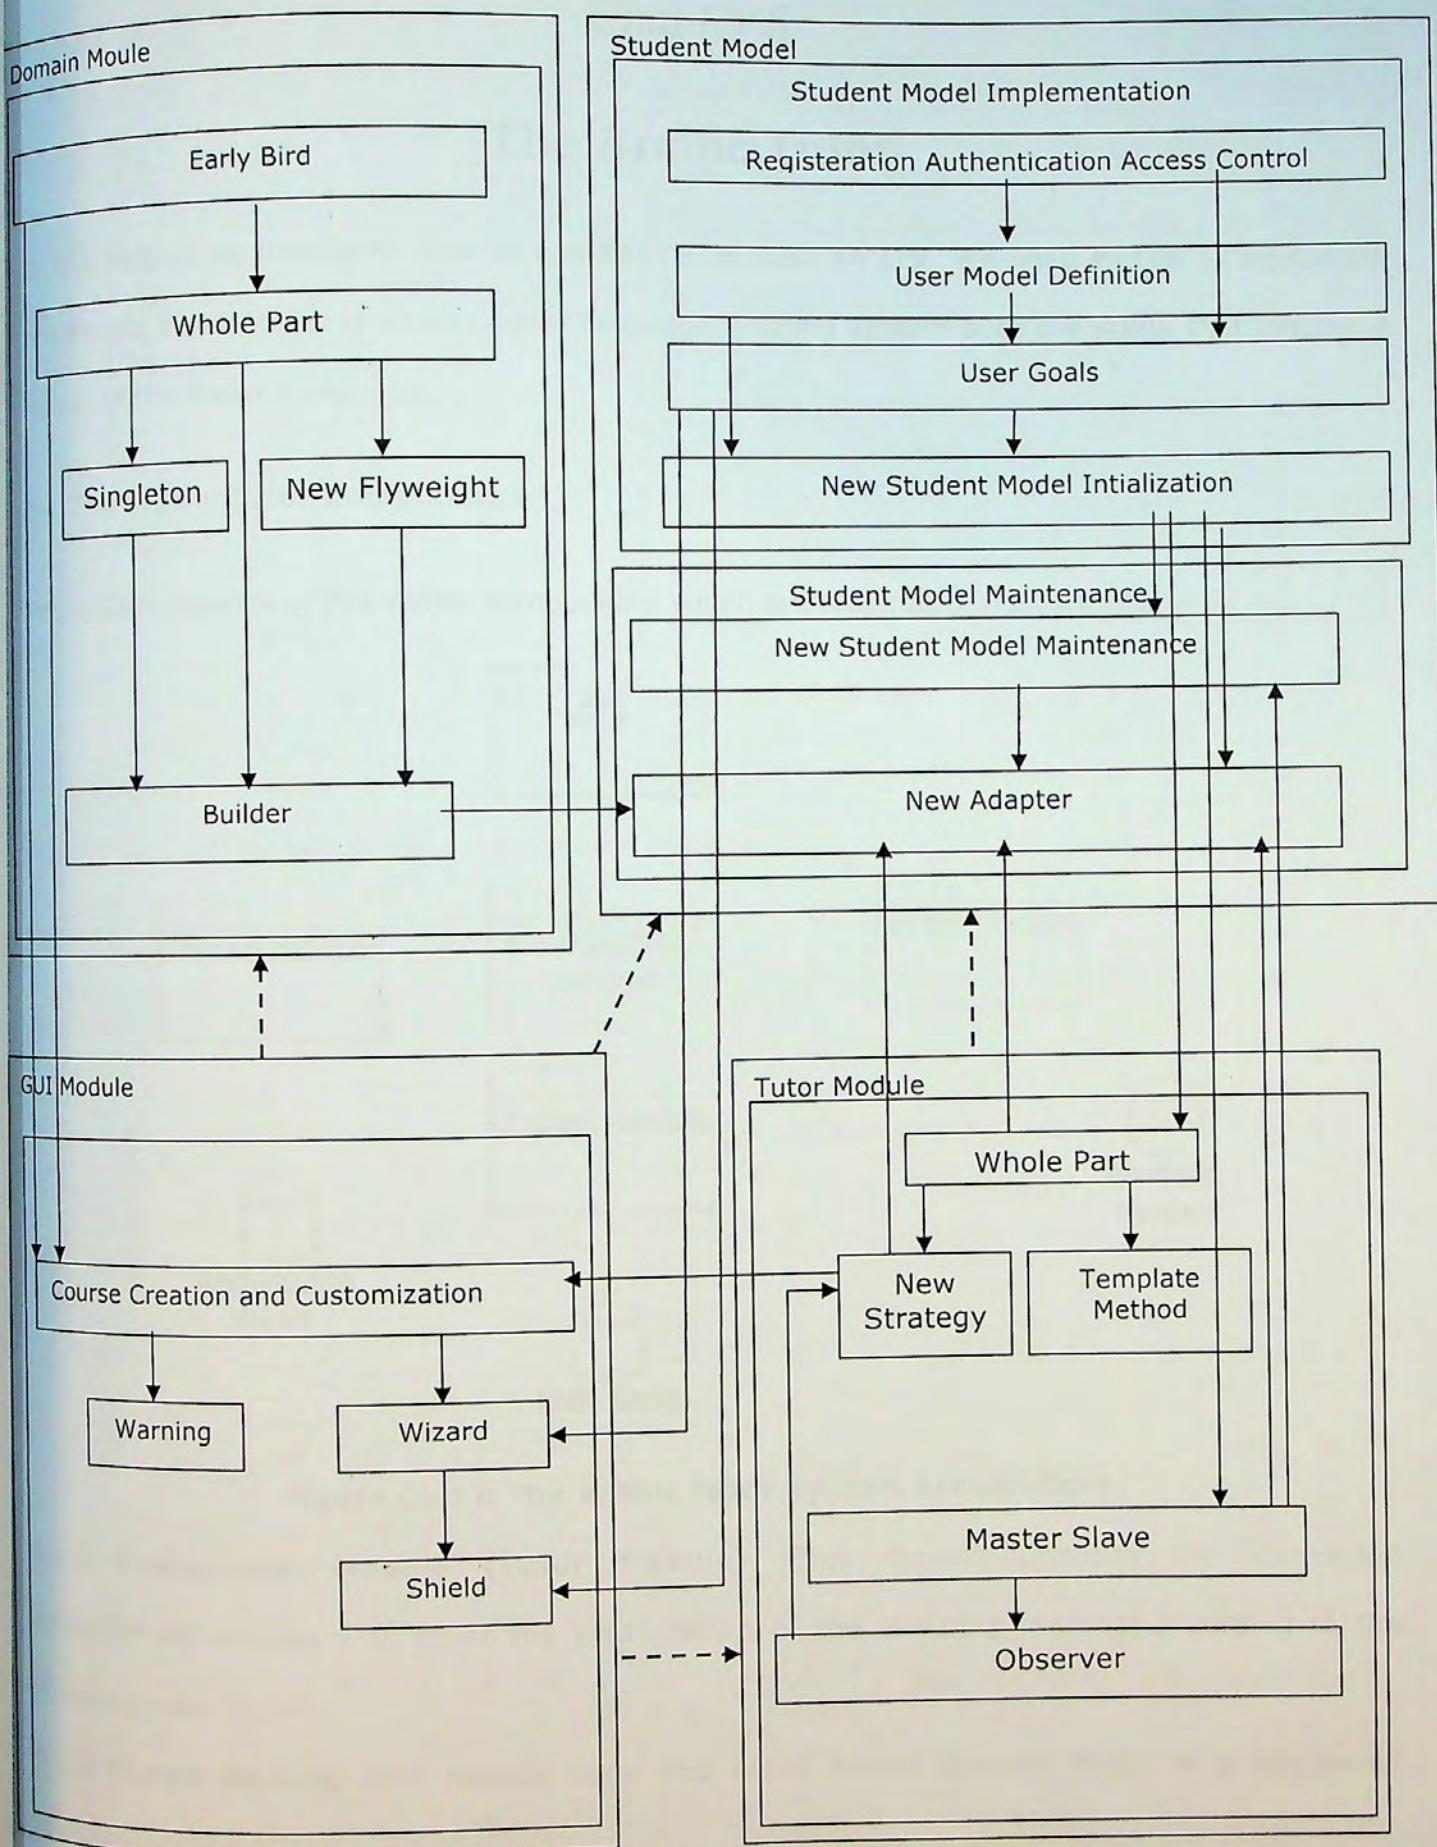 Domain Moule
Early Bird
Whole Part
Singleton
New Flyweight
Builder
Student Model
Student Model Implementation
Registeration Authentication Access Control
User Model Definition
User Goals
New Student Model Intialization
Student Model Maintenance
New Student Model Maintenance
New Adapter
GUI Module
Course Creation and Customization
Warning
Wizard
Shield
Tutor Module
Whole Part
New
Strategy
Template
Method
Master Slave
Observer